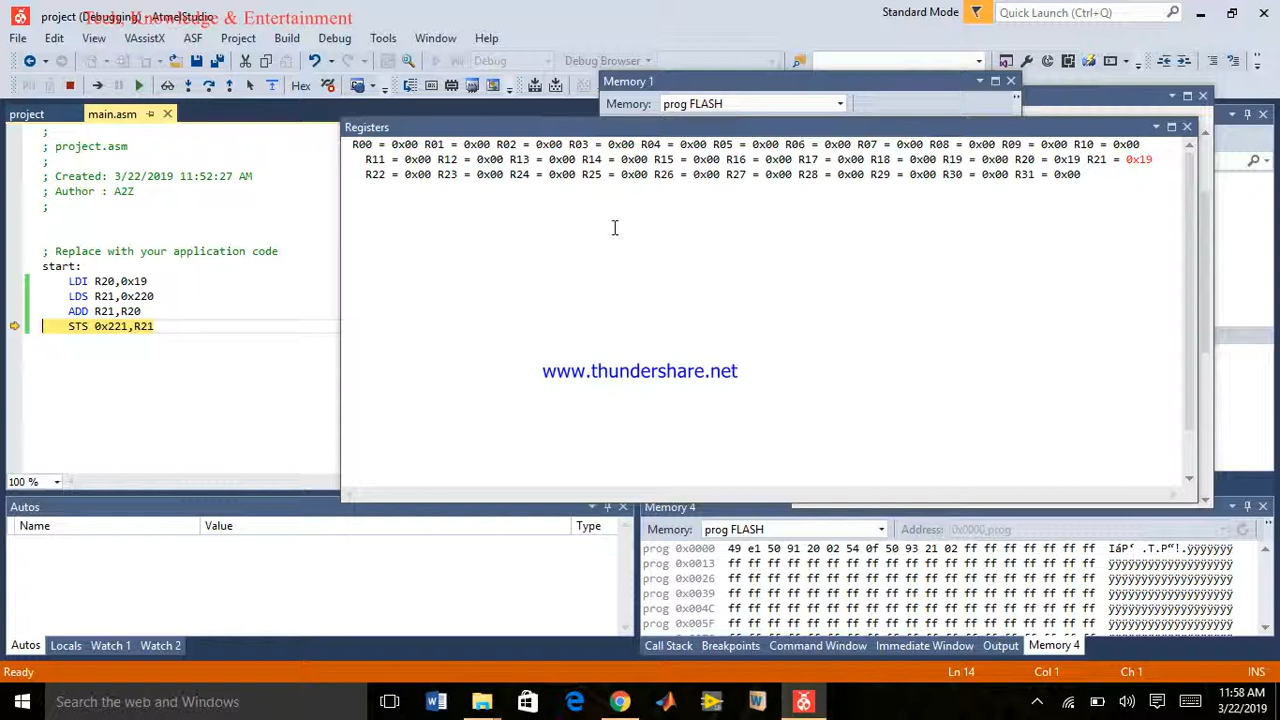 project (Debugging) - AtmelStudio
Tech, Knowledge & Entertainment
Standard Mode
Quick Launch (Ctrl+Q)
File Edit View VAssistX ASF Project Build Debug Tools Window Help
Debug
Debug Browser
Hex
Memory 1
Memory: prog FLASH
project
main.asm
;
; project.asm
;
; Created: 3/22/2019 11:52:27 AM
; Author : A2Z
;
; Replace with your application code
start:
LDI R20,0x19
LDS R21,0x220
ADD R21,R20
STS 0x221,R21
100 %
Registers
R00 = 0x00 R01 = 0x00 R02 = 0x00 R03 = 0x00 R04 = 0x00 R05 = 0x00 R06 = 0x00 R07 = 0x00 R08 = 0x00 R09 = 0x00 R10 = 0x00
R11 = 0x00 R12 = 0x00 R13 = 0x00 R14 = 0x00 R15 = 0x00 R16 = 0x00 R17 = 0x00 R18 = 0x00 R19 = 0x00 R20 = 0x19 R21 = 0x19
R22 = 0x00 R23 = 0x00 R24 = 0x00 R25 = 0x00 R26 = 0x00 R27 = 0x00 R28 = 0x00 R29 = 0x00 R30 = 0x00 R31 = 0x00
www.thundershare.net
Autos
Name Value Type
Autos Locals Watch 1 Watch 2
Memory 4
Memory: prog FLASH Address: 0x0000,prog
prog 0x0000 49 e1 50 91 20 02 54 0f 50 93 21 02 ff ff ff ff ff ff ff IáP‘ .T.P“!.ÿÿÿÿÿÿÿ
prog 0x0013 ff ff ff ff ff ff ff ff ff ff ff ff ff ff ff ff ff ff ff ÿÿÿÿÿÿÿÿÿÿÿÿÿÿÿÿÿÿÿ
prog 0x0026 ff ff ff ff ff ff ff ff ff ff ff ff ff ff ff ff ff ff ff ÿÿÿÿÿÿÿÿÿÿÿÿÿÿÿÿÿÿÿ
prog 0x0039 ff ff ff ff ff ff ff ff ff ff ff ff ff ff ff ff ff ff ff ÿÿÿÿÿÿÿÿÿÿÿÿÿÿÿÿÿÿÿ
prog 0x004C ff ff ff ff ff ff ff ff ff ff ff ff ff ff ff ff ff ff ff ÿÿÿÿÿÿÿÿÿÿÿÿÿÿÿÿÿÿÿ
prog 0x005F ff ff ff ff ff ff ff ff ff ff ff ff ff ff ff ff ff ff ff ÿÿÿÿÿÿÿÿÿÿÿÿÿÿÿÿÿÿÿ
Call Stack Breakpoints Command Window Immediate Window Output Memory 4
Ready
Ln 14 Col 1 Ch 1 INS
Search the web and Windows
11:58 AM
3/22/2019